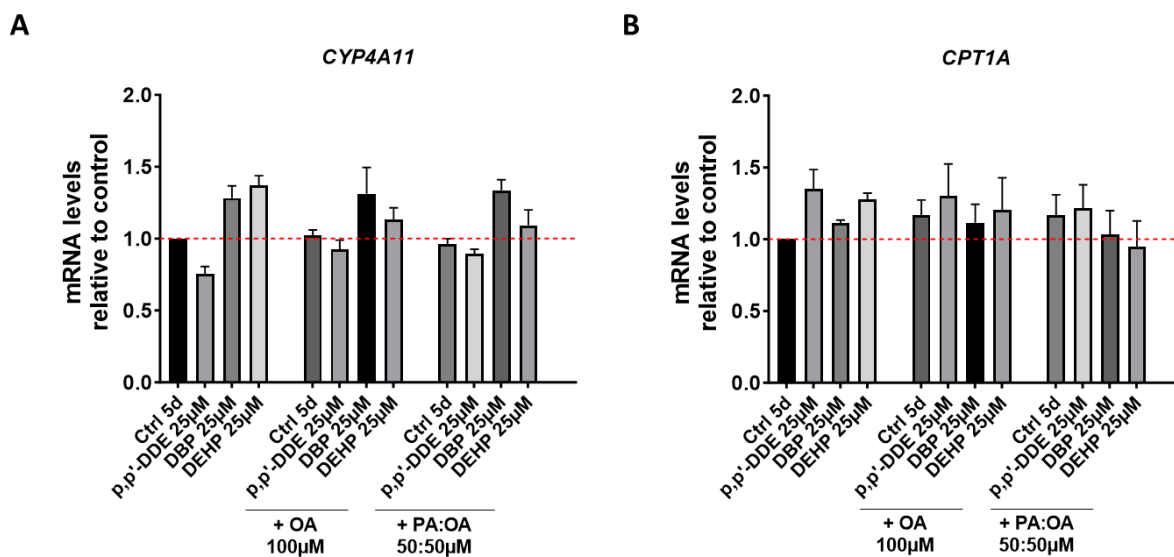 A
CYP4A11
mRNA levels
relative to control
2.0
1.5
1.0
0.5
0.0
Ctrl 5d
p,p'-DDE 25µM
DBP 25µM
DEHP 25µM
Ctrl 5d
p,p'-DDE 25µM
DBP 25µM
DEHP 25µM
Ctrl 5d
p,p'-DDE 25µM
DBP 25µM
DEHP 25µM
+ OA
100µM
+ PA:OA
50:50µM
B
CPT1A
mRNA levels
relative to control
2.0
1.5
1.0
0.5
0.0
Ctrl 5d
p,p'-DDE 25µM
DBP 25µM
DEHP 25µM
Ctrl 5d
p,p'-DDE 25µM
DBP 25µM
DEHP 25µM
Ctrl 5d
p,p'-DDE 25µM
DBP 25µM
DEHP 25µM
+ OA
100µM
+ PA:OA
50:50µM